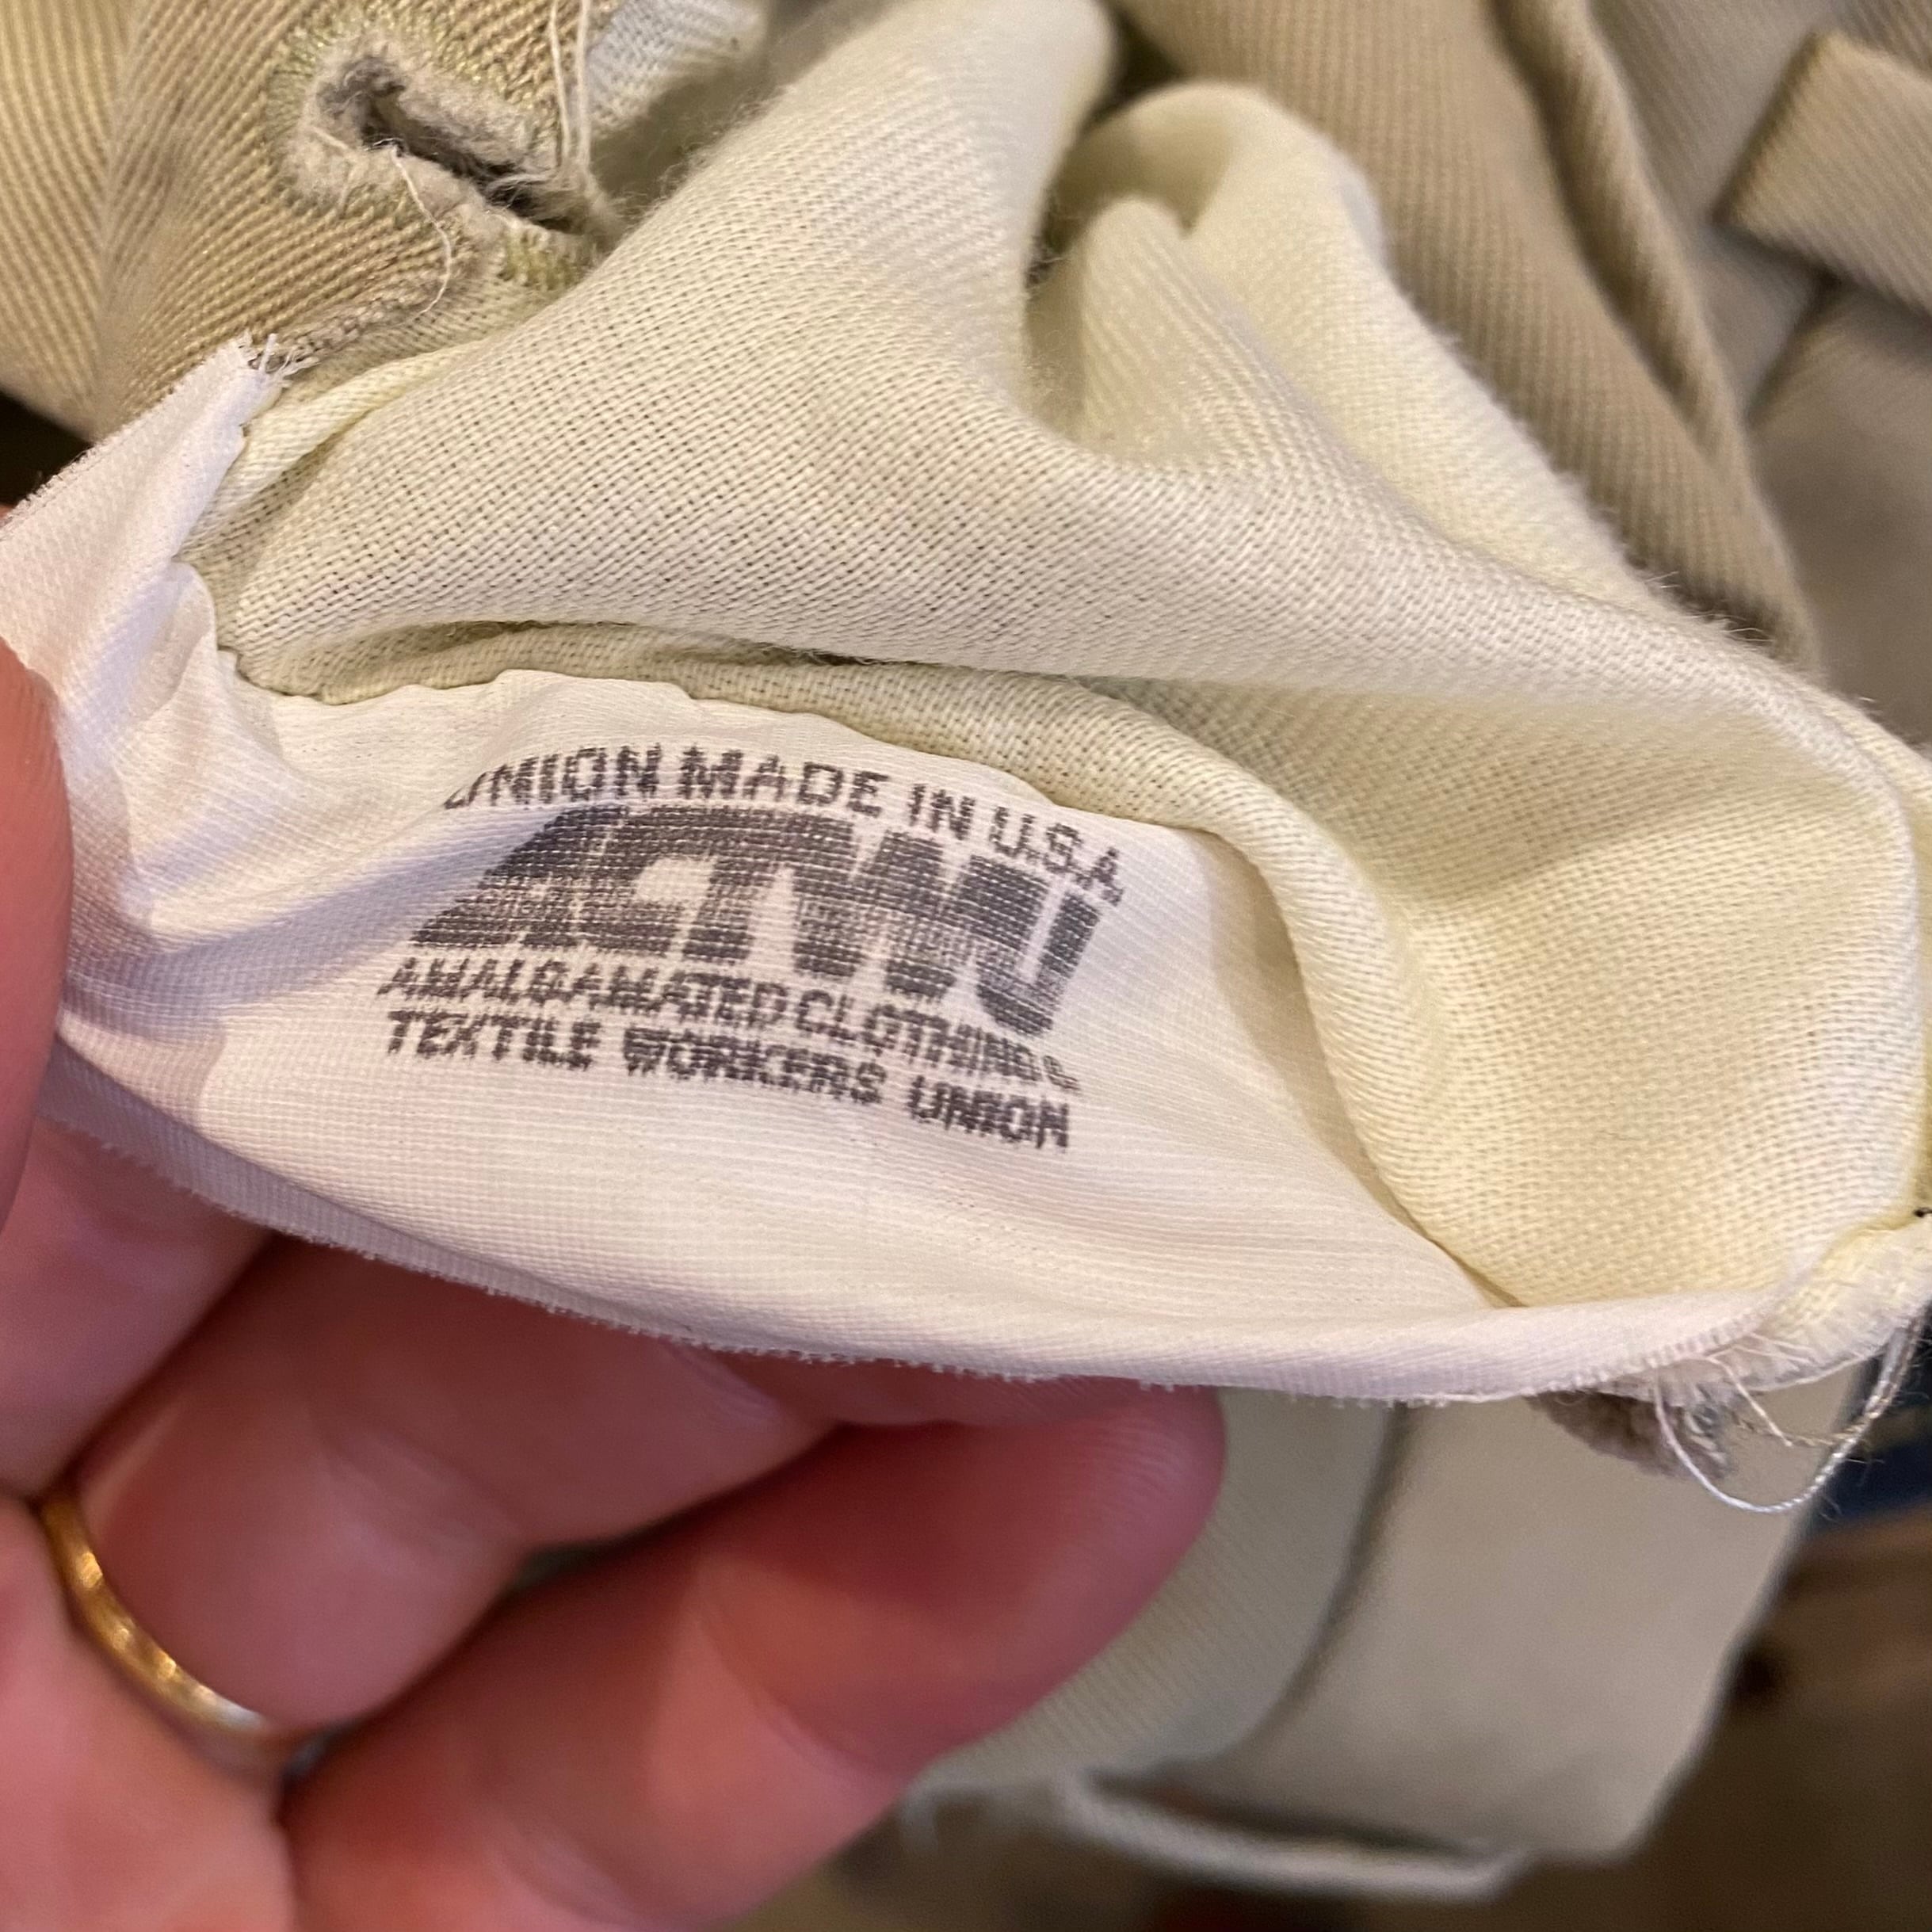 UNION MADE IN U.S.A.
ACTWU
AMALGAMATED CLOTHING &
TEXTILE WORKERS UNION